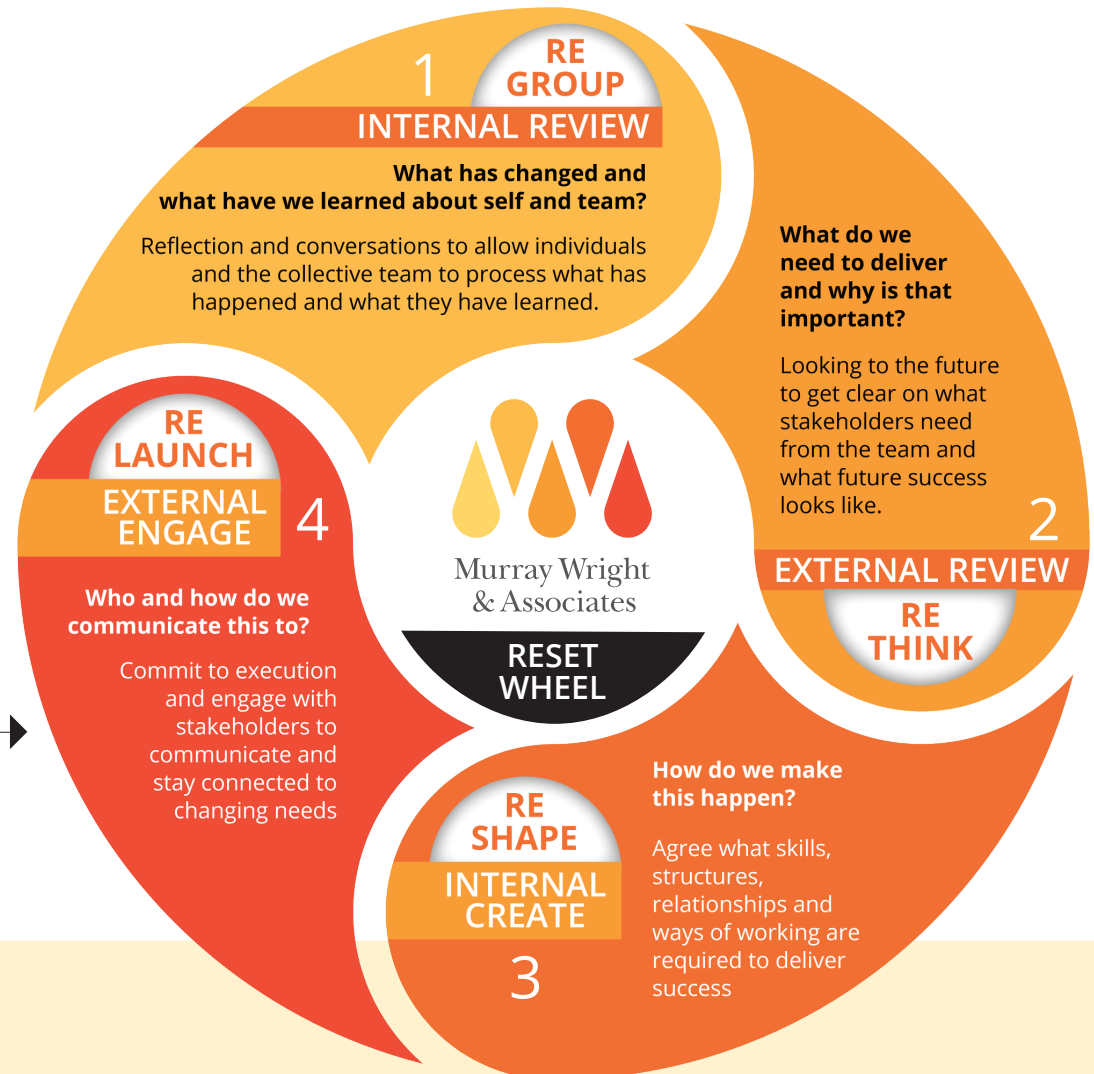 1
RE
GROUP
INTERNAL REVIEW
What has changed and
what have we learned about self and team?
Reflection and conversations to allow individuals
and the collective team to process what has
happened and what they have learned.
What do we
need to deliver
and why is that
important?
Looking to the future
to get clear on what
stakeholders need
from the team and
what future success
looks like.
2
EXTERNAL REVIEW
RE
THINK
How do we make
this happen?
Agree what skills,
structures,
relationships and
ways of working are
required to deliver
success
RE
SHAPE
INTERNAL
CREATE
3
RE
LAUNCH
EXTERNAL
ENGAGE
4
Who and how do we
communicate this to?
Commit to execution
and engage with
stakeholders to
communicate and
stay connected to
changing needs
Murray Wright
& Associates
RESET
WHEEL